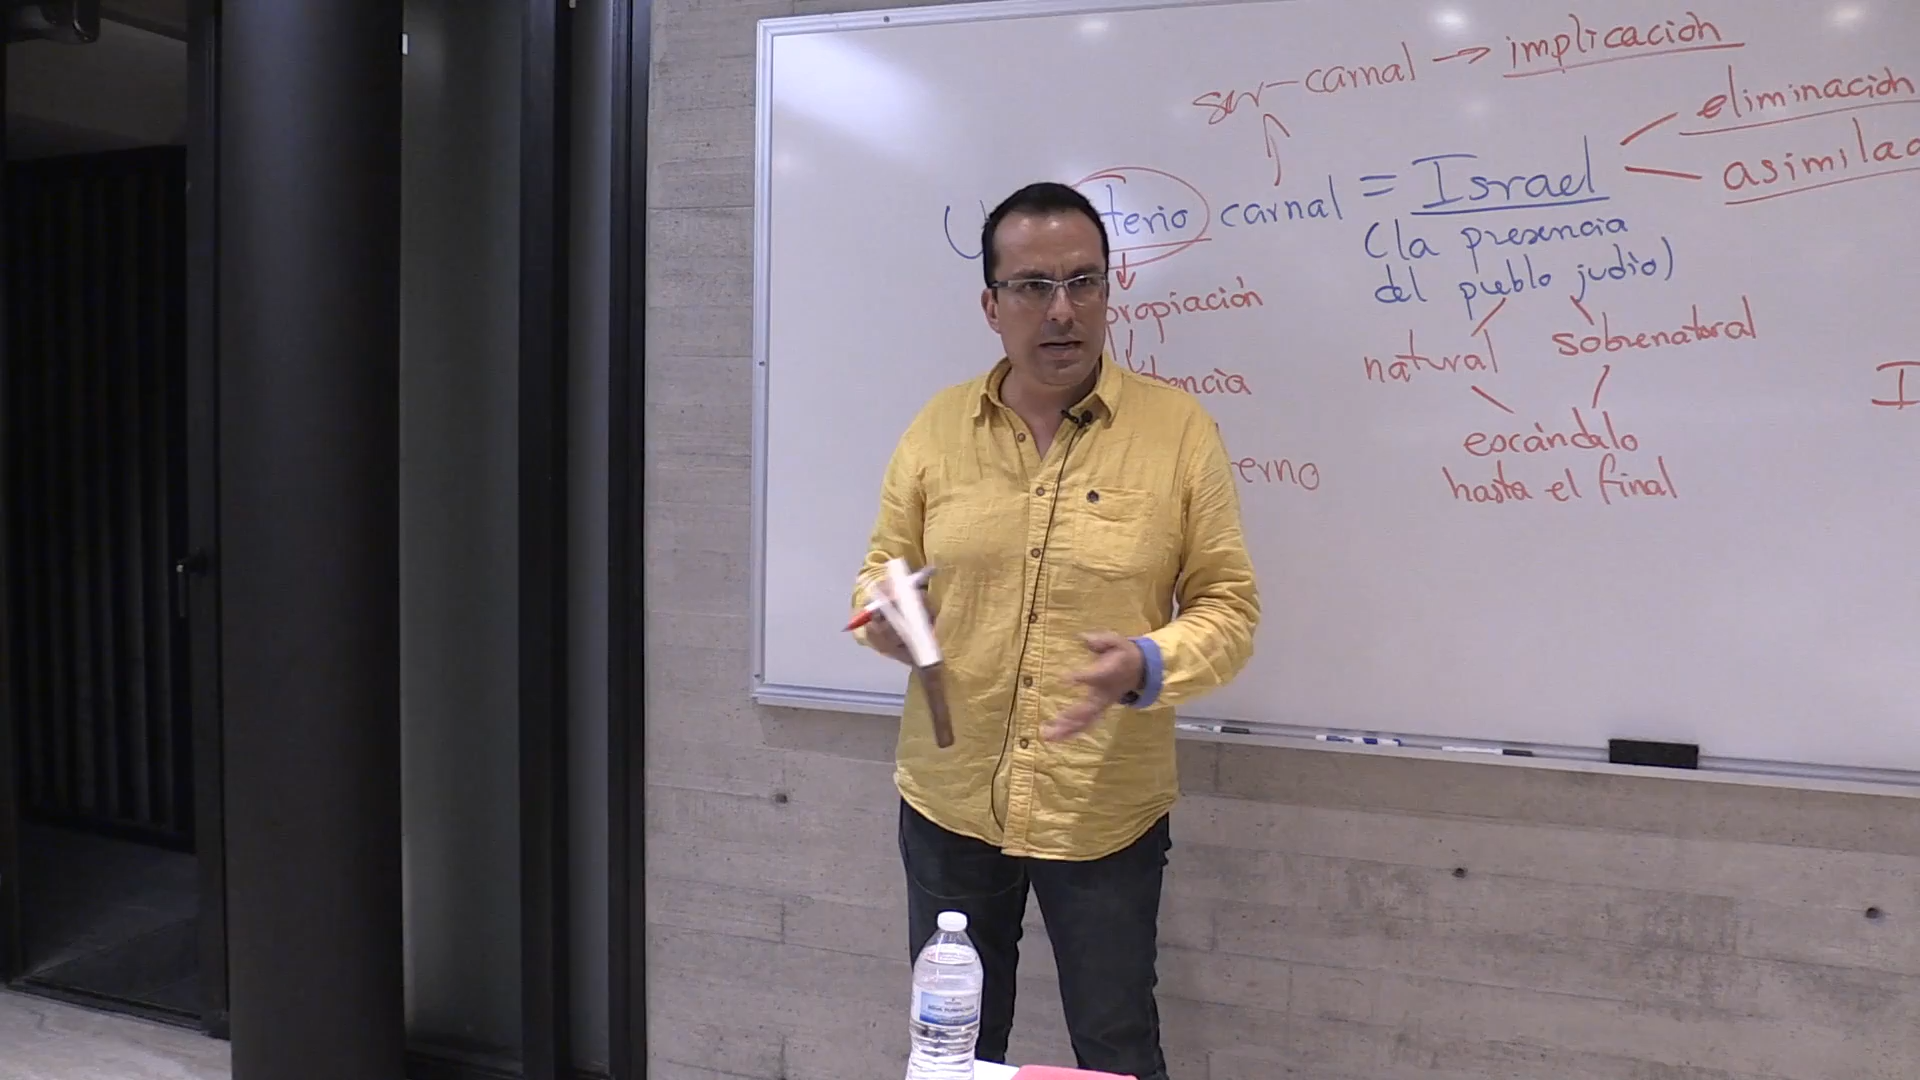 ser-carnal → implicación
eliminación
terio carnal = Israel
asimilac
(la presencia
del pueblo judío)
propiación
natural sobrenatural
tencia
escándalo
erno
hasta el final
I